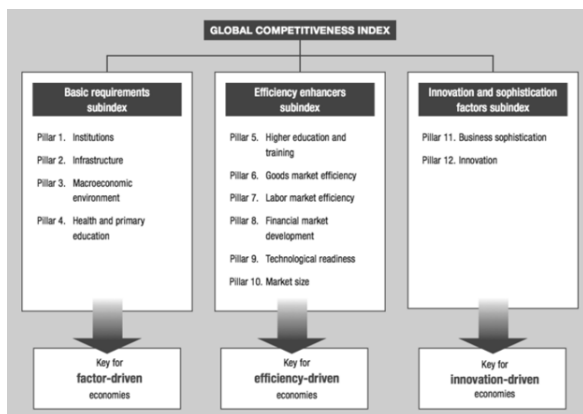 GLOBAL COMPETITIVENESS INDEX
Basic requirements
subindex
Pillar 1. Institutions
Pillar 2. Infrastructure
Pillar 3. Macroeconomic
environment
Pillar 4. Health and primary
education
Key for
factor-driven
economies
Efficiency enhancers
subindex
Pillar 5. Higher education and
training
Pillar 6. Goods market efficiency
Pillar 7. Labor market efficiency
Pillar 8. Financial market
development
Pillar 9. Technological readiness
Pillar 10. Market size
Key for
efficiency-driven
economies
Innovation and sophistication
factors subindex
Pillar 11. Business sophistication
Pillar 12. Innovation
Key for
innovation-driven
economies